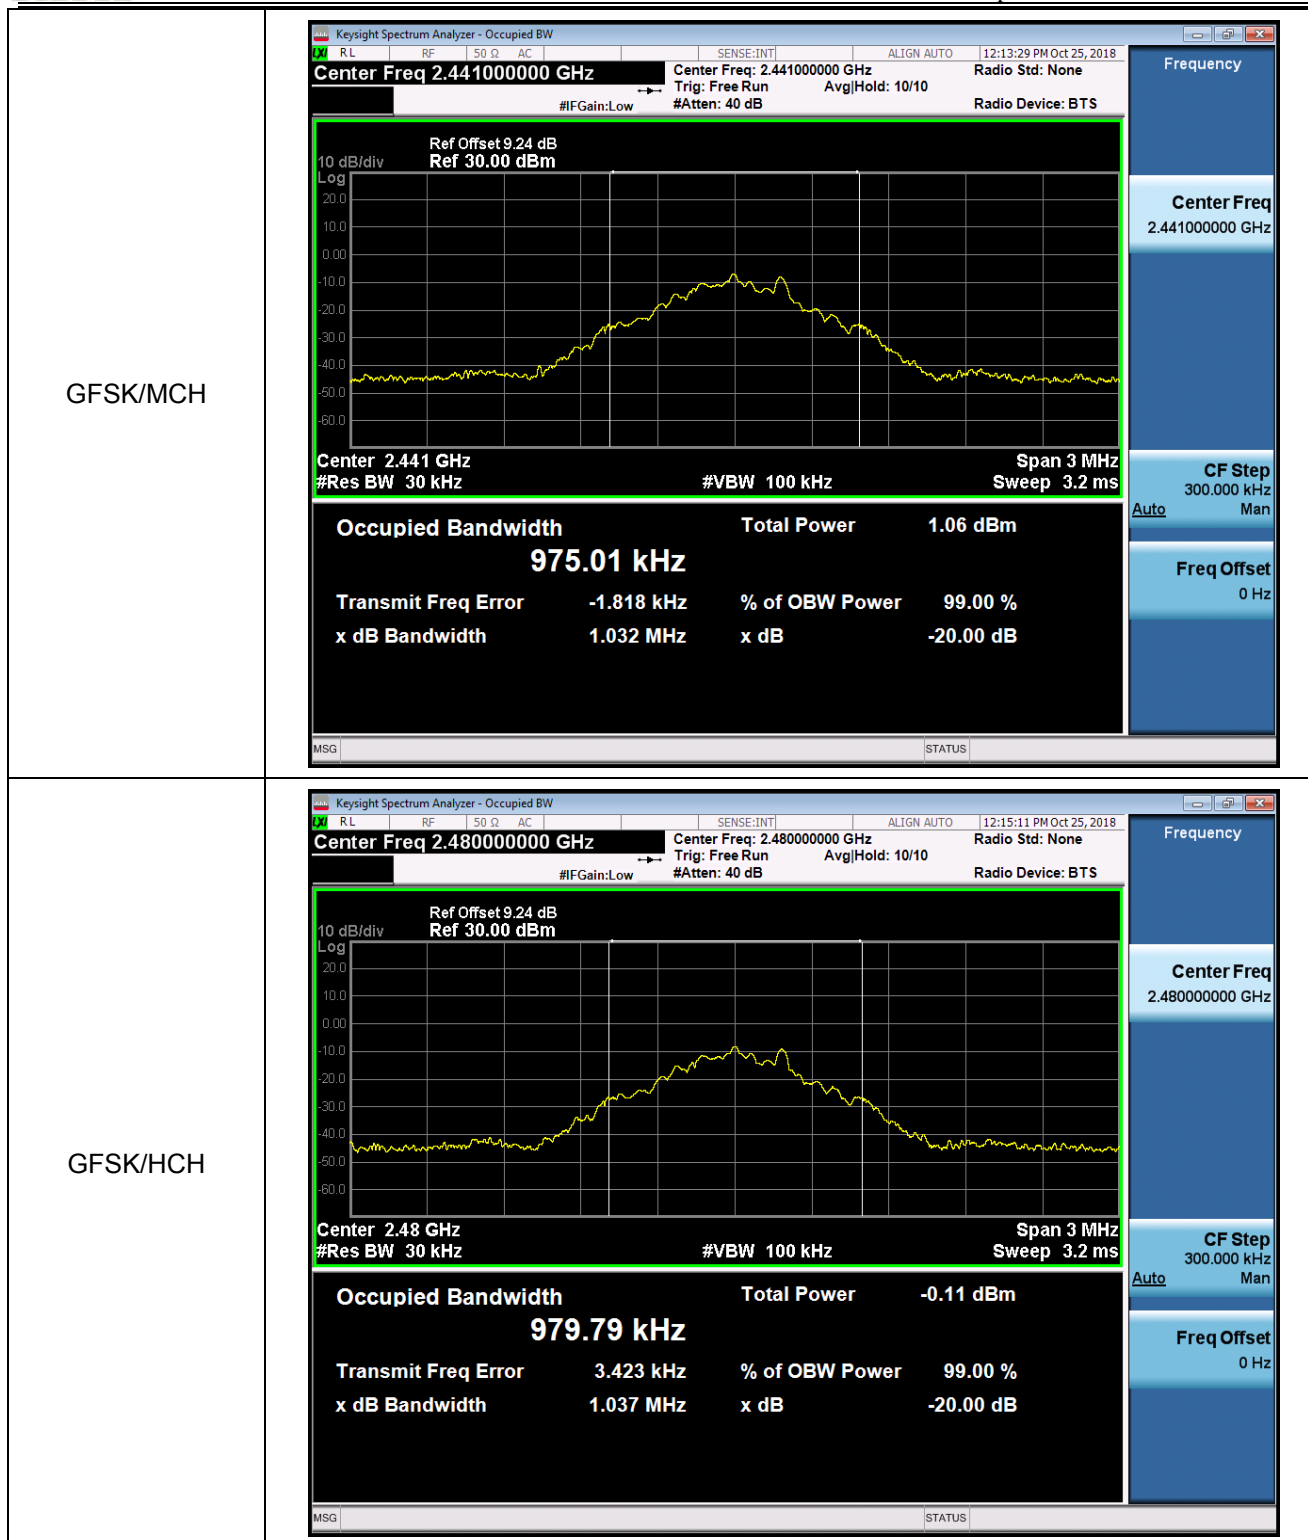 GFSK/MCH
Keysight Spectrum Analyzer - Occupied BW
LXI RL RF 50 Ω AC SENSE:INT ALIGN AUTO 12:13:29 PM Oct 25, 2018
Center Freq 2.441000000 GHz
Center Freq: 2.441000000 GHz
Radio Std: None
Trig: Free Run Avg|Hold: 10/10
#IFGain:Low #Atten: 40 dB
Radio Device: BTS
Frequency
Ref Offset 9.24 dB
10 dB/div Ref 30.00 dBm
Log
20.0
10.0
0.00
-10.0
-20.0
-30.0
-40.0
-50.0
-60.0
Center 2.441 GHz Span 3 MHz
#Res BW 30 kHz #VBW 100 kHz Sweep 3.2 ms
Occupied Bandwidth Total Power 1.06 dBm
975.01 kHz
Transmit Freq Error -1.818 kHz % of OBW Power 99.00 %
x dB Bandwidth 1.032 MHz x dB -20.00 dB
Center Freq
2.441000000 GHz
CF Step
300.000 kHz
Auto Man
Freq Offset
0 Hz
MSG STATUS
GFSK/HCH
Keysight Spectrum Analyzer - Occupied BW
LXI RL RF 50 Ω AC SENSE:INT ALIGN AUTO 12:15:11 PM Oct 25, 2018
Center Freq 2.480000000 GHz
Center Freq: 2.480000000 GHz
Radio Std: None
Trig: Free Run Avg|Hold: 10/10
#IFGain:Low #Atten: 40 dB
Radio Device: BTS
Frequency
Ref Offset 9.24 dB
10 dB/div Ref 30.00 dBm
Log
20.0
10.0
0.00
-10.0
-20.0
-30.0
-40.0
-50.0
-60.0
Center 2.48 GHz Span 3 MHz
#Res BW 30 kHz #VBW 100 kHz Sweep 3.2 ms
Occupied Bandwidth Total Power -0.11 dBm
979.79 kHz
Transmit Freq Error 3.423 kHz % of OBW Power 99.00 %
x dB Bandwidth 1.037 MHz x dB -20.00 dB
Center Freq
2.480000000 GHz
CF Step
300.000 kHz
Auto Man
Freq Offset
0 Hz
MSG STATUS